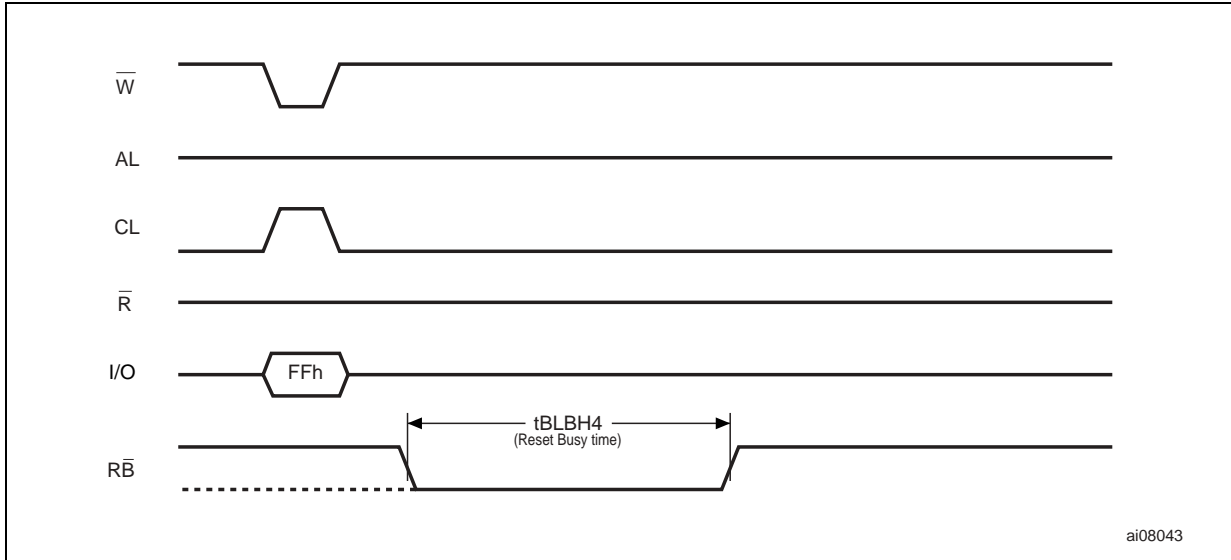 W̅
AL
CL
R̅
I/O
FFh
tBLBH4
(Reset Busy time)
RB̅
ai08043